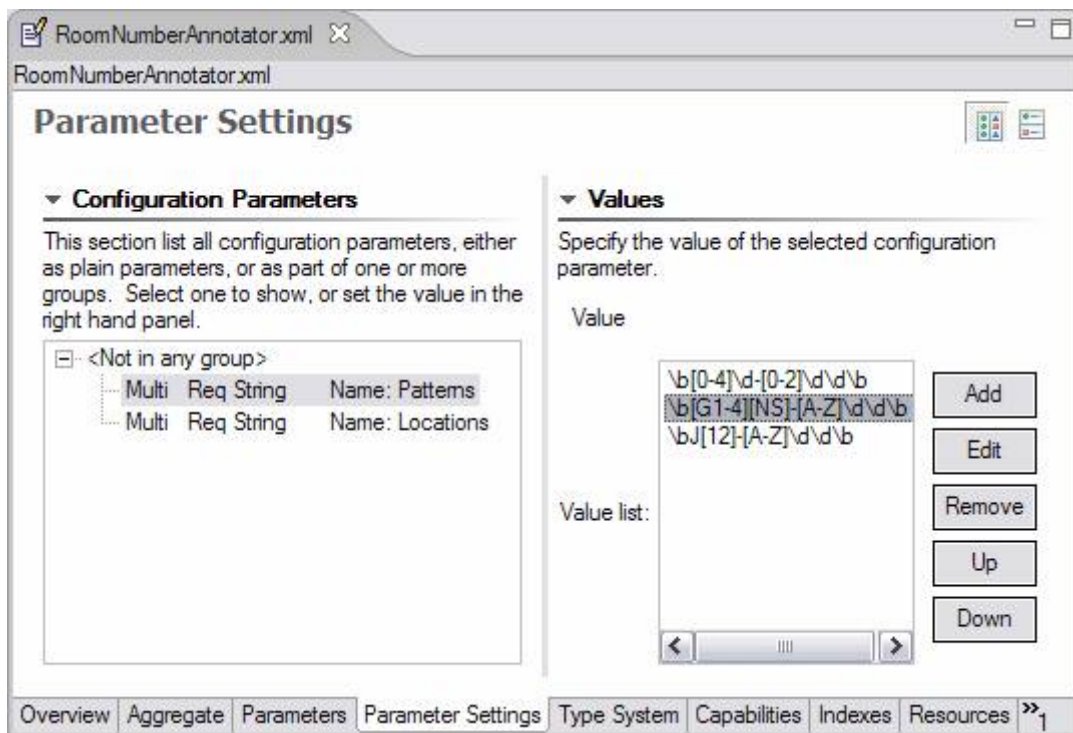 RoomNumberAnnotator.xml
RoomNumberAnnotator.xml
Parameter Settings
Configuration Parameters
This section list all configuration parameters, either
as plain parameters, or as part of one or more
groups. Select one to show, or set the value in the
right hand panel.
<Not in any group>
Multi Req String Name: Patterns
Multi Req String Name: Locations
Values
Specify the value of the selected configuration
parameter.
Value
Value list:
\b[0-4]\d-[0-2]\d\d\b
\b[G1-4][NS]-[A-Z]\d\d\b
\bJ[12]-[A-Z]\d\d\b
Add
Edit
Remove
Up
Down
Overview Aggregate Parameters Parameter Settings Type System Capabilities Indexes Resources »1